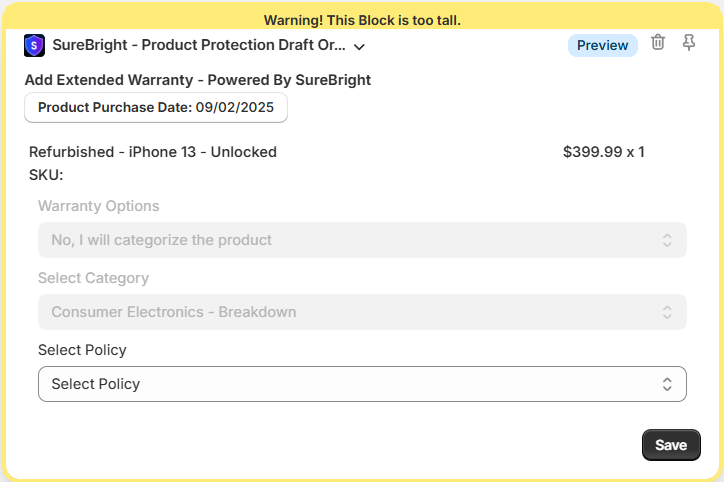 Warning! This Block is too tall.
SureBright - Product Protection Draft Or...
Preview
Add Extended Warranty - Powered By SureBright
Product Purchase Date: 09/02/2025
Refurbished - iPhone 13 - Unlocked $399.99 x 1
SKU:
Warranty Options
No, I will categorize the product
Select Category
Consumer Electronics - Breakdown
Select Policy
Select Policy
Save